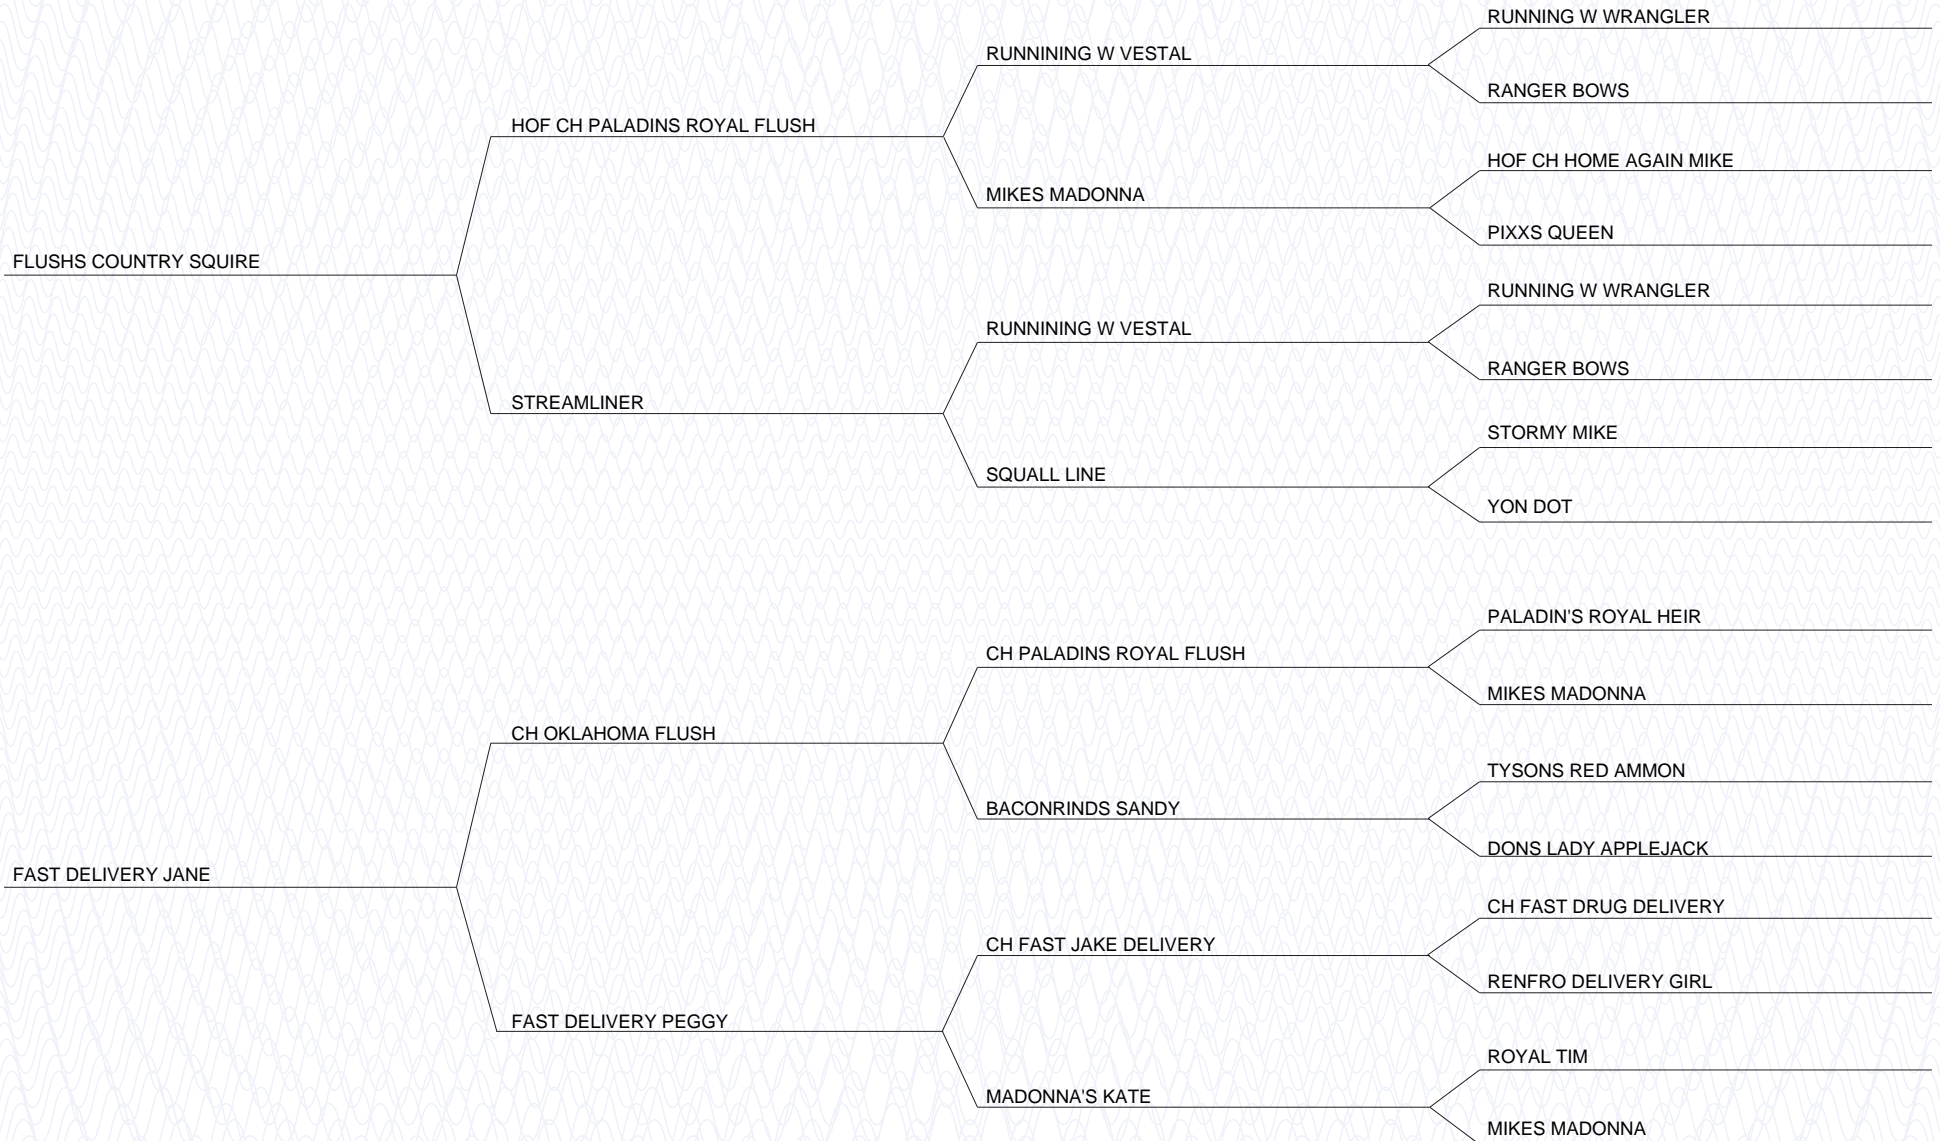 RUNNING W WRANGLER
RUNNINING W VESTAL
RANGER BOWS
HOF CH PALADINS ROYAL FLUSH
HOF CH HOME AGAIN MIKE
MIKES MADONNA
PIXXS QUEEN
FLUSHS COUNTRY SQUIRE
RUNNING W WRANGLER
RUNNINING W VESTAL
RANGER BOWS
STREAMLINER
STORMY MIKE
SQUALL LINE
YON DOT
PALADIN'S ROYAL HEIR
CH PALADINS ROYAL FLUSH
MIKES MADONNA
CH OKLAHOMA FLUSH
TYSONS RED AMMON
BACONRINDS SANDY
DONS LADY APPLEJACK
FAST DELIVERY JANE
CH FAST DRUG DELIVERY
CH FAST JAKE DELIVERY
RENFRO DELIVERY GIRL
FAST DELIVERY PEGGY
ROYAL TIM
MADONNA'S KATE
MIKES MADONNA